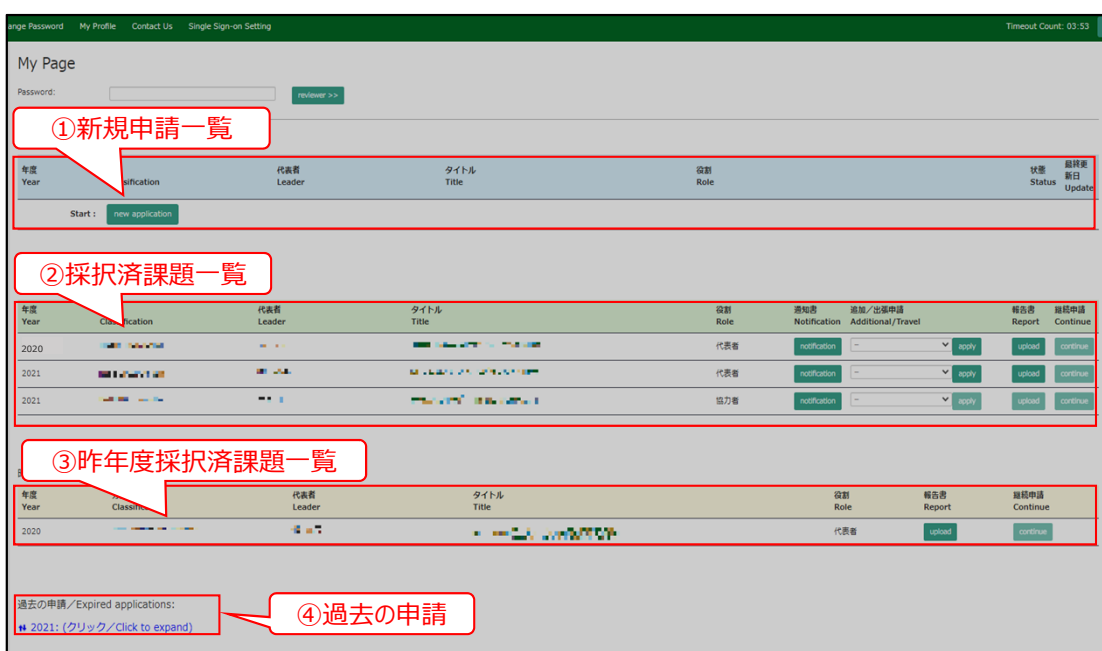 ange Password My Profile Contact Us Single Sign-on Setting Timeout Count: 03:53
My Page
Password: reviewer >>
①新規申請一覧
年度 代表者 タイトル 役割 状態 最終更新日
Year sification Leader Title Role Status Update
Start : new application
②採択済課題一覧
年度 代表者 タイトル 役割 通知書 追加/出張申請 報告書 継続申請
Year Classification Leader Title Role Notification Additional/Travel Report Continue
2020 代表者 notification - apply upload continue
2021 代表者 notification - apply upload continue
2021 協力者 notification - apply upload continue
③昨年度採択済課題一覧
年度 代表者 タイトル 役割 報告書 継続申請
Year Classific Leader Title Role Report Continue
2020 代表者 upload continue
過去の申請/Expired applications:
④過去の申請
2021: (クリック/Click to expand)